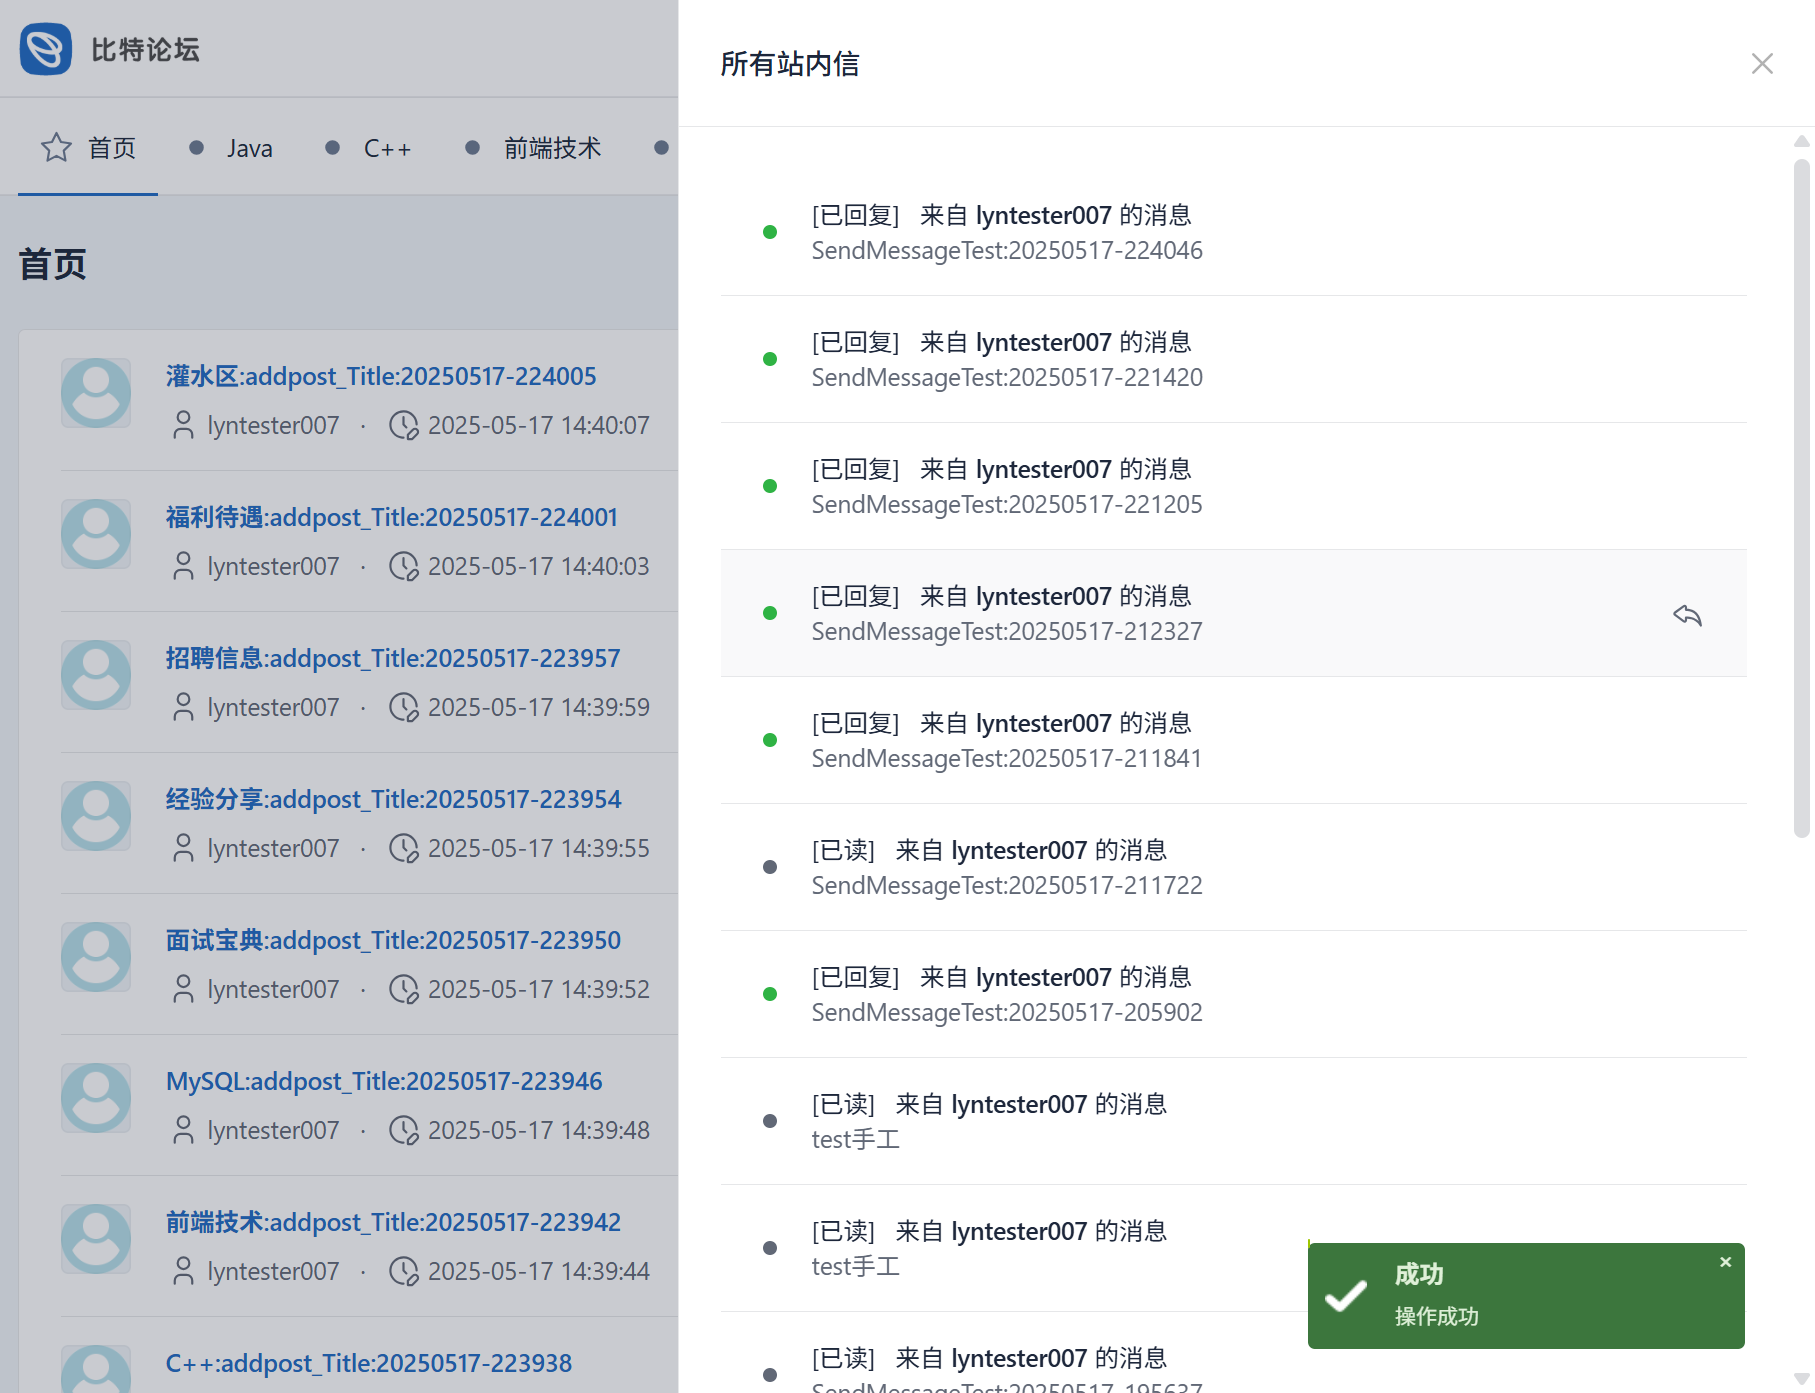 比特论坛
首页
Java
C++
前端技术
首页
灌水区:addpost_Title:20250517-224005
lyntester007 · 2025-05-17 14:40:07
福利待遇:addpost_Title:20250517-224001
lyntester007 · 2025-05-17 14:40:03
招聘信息:addpost_Title:20250517-223957
lyntester007 · 2025-05-17 14:39:59
经验分享:addpost_Title:20250517-223954
lyntester007 · 2025-05-17 14:39:55
面试宝典:addpost_Title:20250517-223950
lyntester007 · 2025-05-17 14:39:52
MySQL:addpost_Title:20250517-223946
lyntester007 · 2025-05-17 14:39:48
前端技术:addpost_Title:20250517-223942
lyntester007 · 2025-05-17 14:39:44
C++:addpost_Title:20250517-223938
所有站内信
[已回复] 来自 lyntester007 的消息
SendMessageTest:20250517-224046
[已回复] 来自 lyntester007 的消息
SendMessageTest:20250517-221420
[已回复] 来自 lyntester007 的消息
SendMessageTest:20250517-221205
[已回复] 来自 lyntester007 的消息
SendMessageTest:20250517-212327
[已回复] 来自 lyntester007 的消息
SendMessageTest:20250517-211841
[已读] 来自 lyntester007 的消息
SendMessageTest:20250517-211722
[已回复] 来自 lyntester007 的消息
SendMessageTest:20250517-205902
[已读] 来自 lyntester007 的消息
test手工
[已读] 来自 lyntester007 的消息
test手工
[已读] 来自 lyntester007 的消息
SendMessageTest:20250517-195637
成功
操作成功